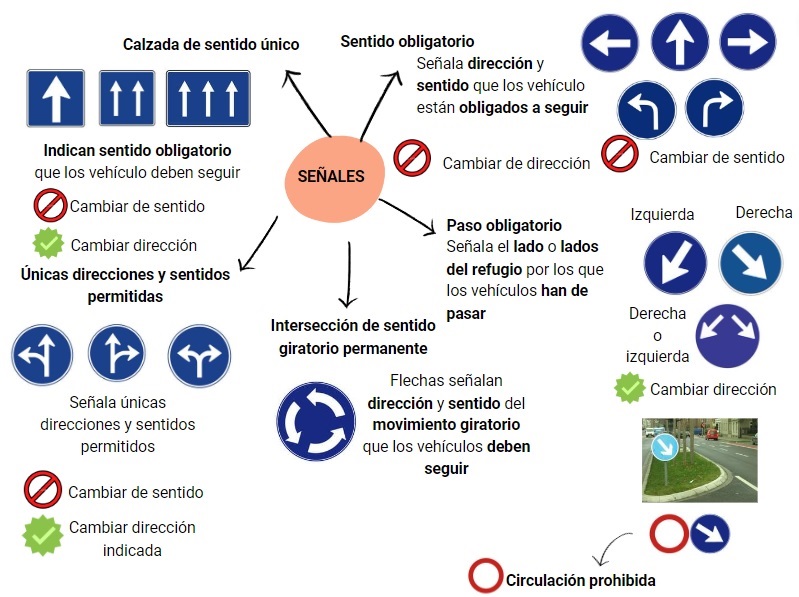 Calzada de sentido único
Indican sentido obligatorio
que los vehículo deben seguir
Cambiar de sentido
Cambiar dirección
Sentido obligatorio
Señala dirección y
sentido que los vehículo
están obligados a seguir
Cambiar de dirección
Cambiar de sentido
SEÑALES
Paso obligatorio
Señala el lado o lados
del refugio por los que
los vehículos han de
pasar
Izquierda
Derecha
Derecha
o
izquierda
Cambiar dirección
Únicas direcciones y sentidos
permitidas
Señala únicas
direcciones y sentidos
permitidos
Cambiar de sentido
Cambiar dirección
indicada
Intersección de sentido
giratorio permanente
Flechas señalan
dirección y sentido del
movimiento giratorio
que los vehículos deben
seguir
Circulación prohibida